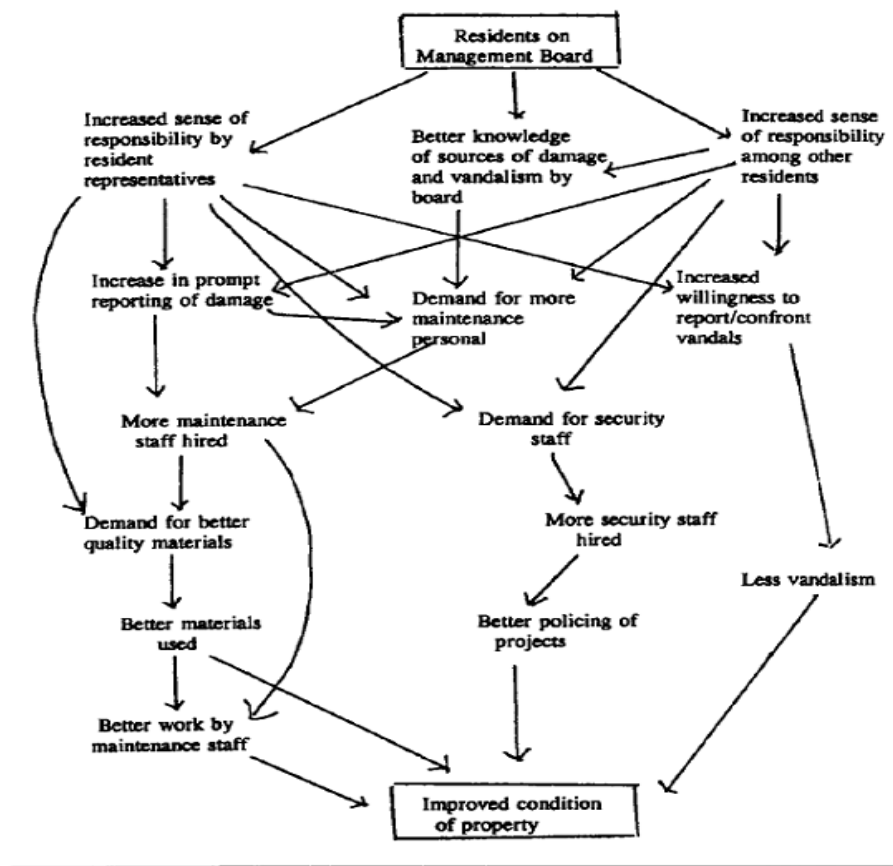 Residents on
Management Board
Increased sense of
responsibility by
resident
representatives
Better knowledge
of sources of damage
and vandalism by
board
Increased sense
of responsibility
among other
residents
Increase in prompt
reporting of damage
Demand for more
maintenance
personal
Increased
willingness to
report/confront
vandals
More maintenance
staff hired
Demand for security
staff
Demand for better
quality materials
More security staff
hired
Less vandalism
Better materials
used
Better policing of
projects
Better work by
maintenance staff
Improved condition
of property